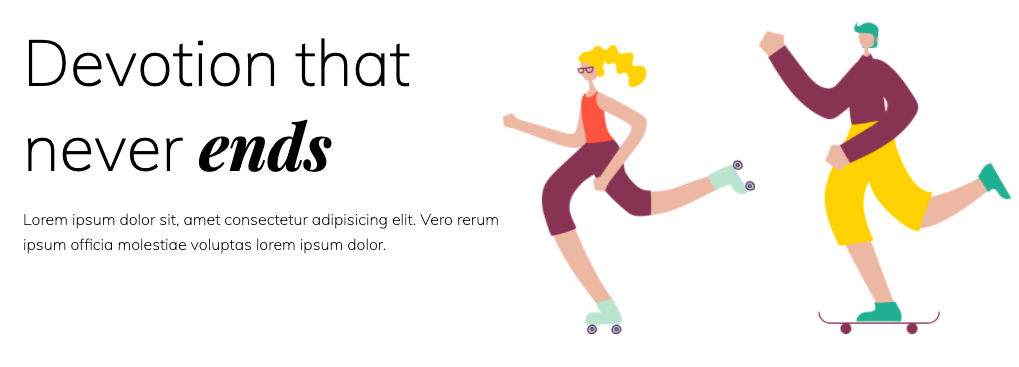 Devotion that
never ends
Lorem ipsum dolor sit, amet consectetur adipisicing elit. Vero rerum
ipsum officia molestiae voluptas lorem ipsum dolor.